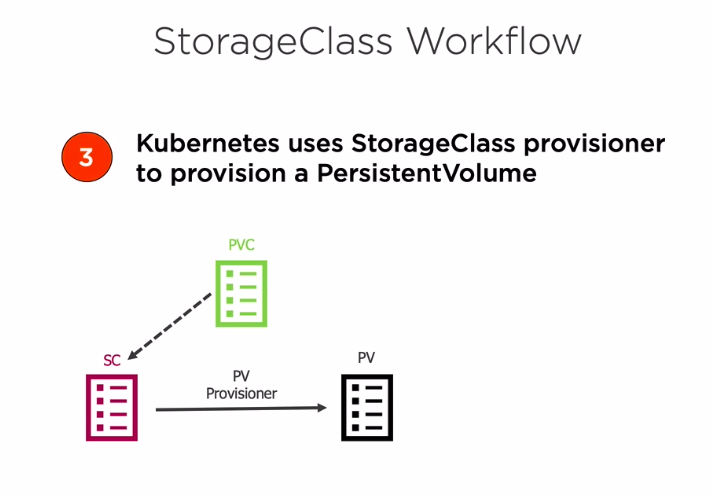 StorageClass Workflow
3
Kubernetes uses StorageClass provisioner
to provision a PersistentVolume
PVC
SC
PV
Provisioner
PV